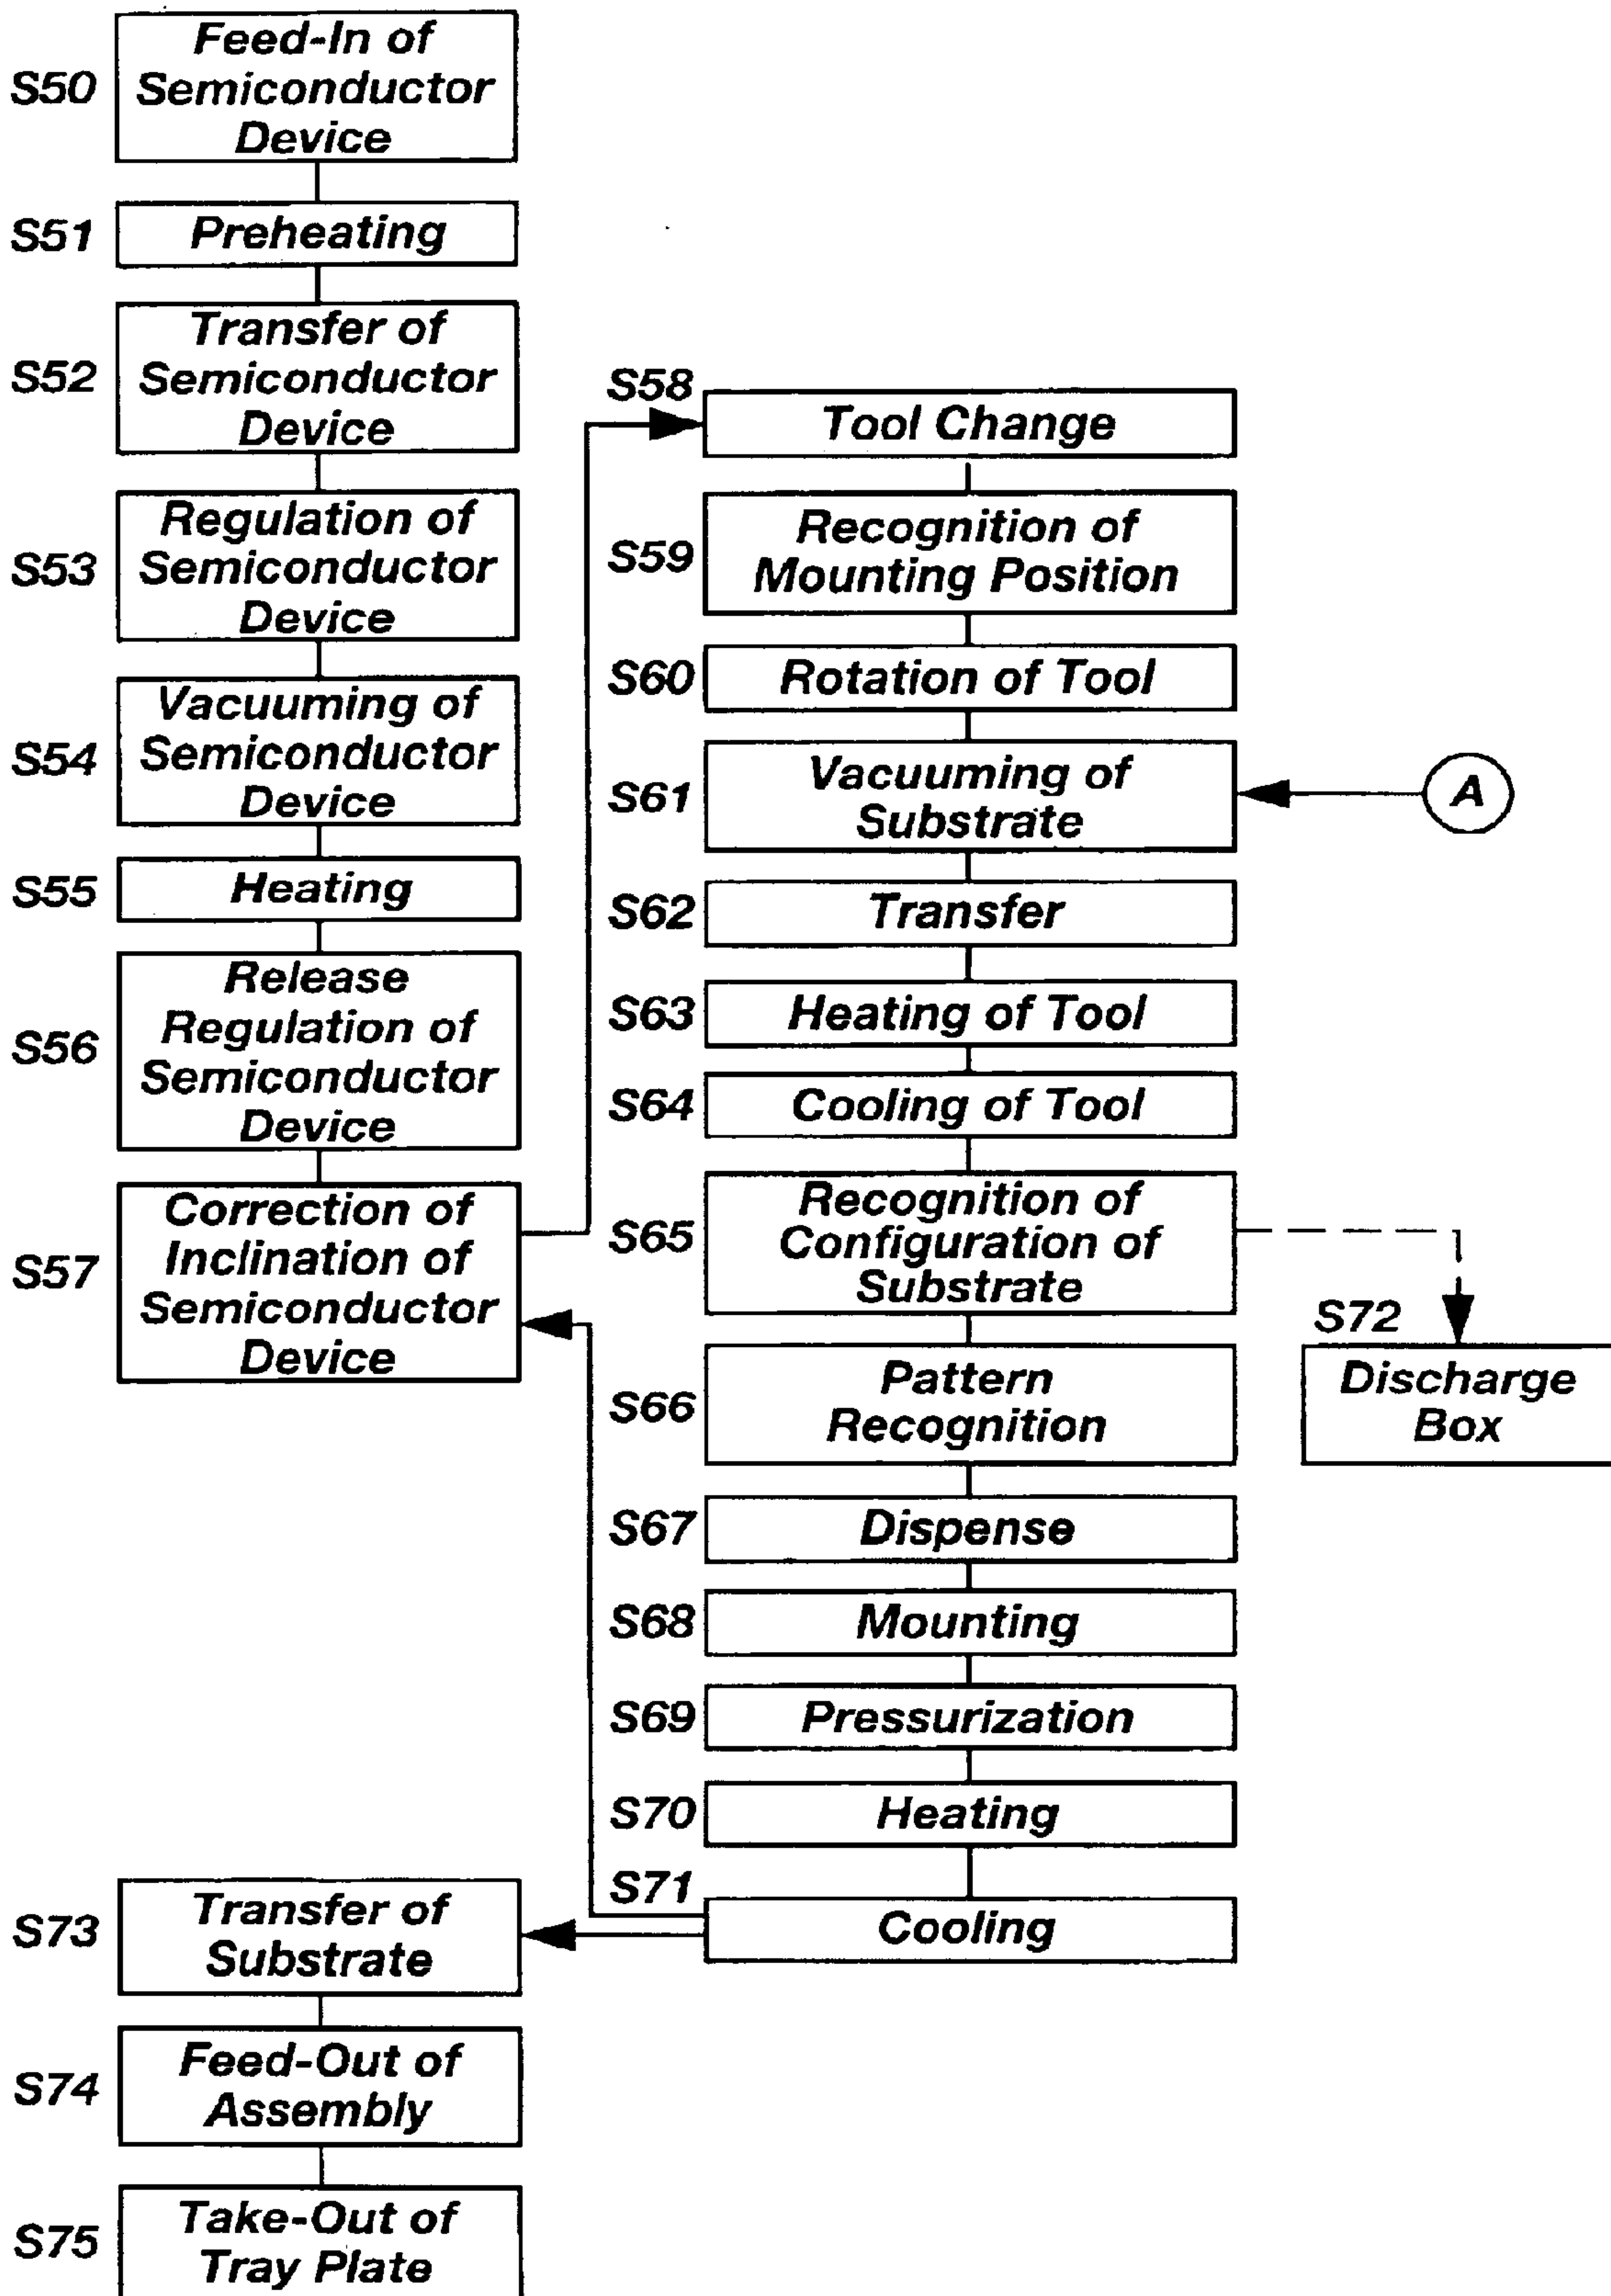 S50
Feed-In of
Semiconductor
Device
S51
Preheating
S52
Transfer of
Semiconductor
Device
S53
Regulation of
Semiconductor
Device
S54
Vacuuming of
Semiconductor
Device
S55
Heating
S56
Release
Regulation of
Semiconductor
Device
S57
Correction of
Inclination of
Semiconductor
Device
S58
Tool Change
S59
Recognition of
Mounting Position
S60
Rotation of Tool
S61
Vacuuming of
Substrate
A
S62
Transfer
S63
Heating of Tool
S64
Cooling of Tool
S65
Recognition of
Configuration of
Substrate
S72
Discharge
Box
S66
Pattern
Recognition
S67
Dispense
S68
Mounting
S69
Pressurization
S70
Heating
S71
Cooling
S73
Transfer of
Substrate
S74
Feed-Out of
Assembly
S75
Take-Out of
Tray Plate